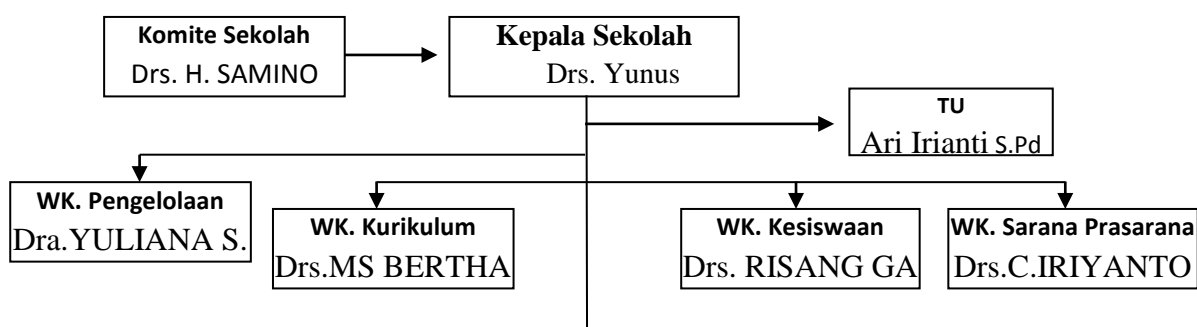 Komite Sekolah
Drs. H. SAMINO
Kepala Sekolah
Drs. Yunus
TU
Ari Irianti S.Pd
WK. Pengelolaan
Dra.YULIANA S.
WK. Kurikulum
Drs.MS BERTHA
WK. Kesiswaan
Drs. RISANG GA
WK. Sarana Prasarana
Drs.C.IRIYANTO